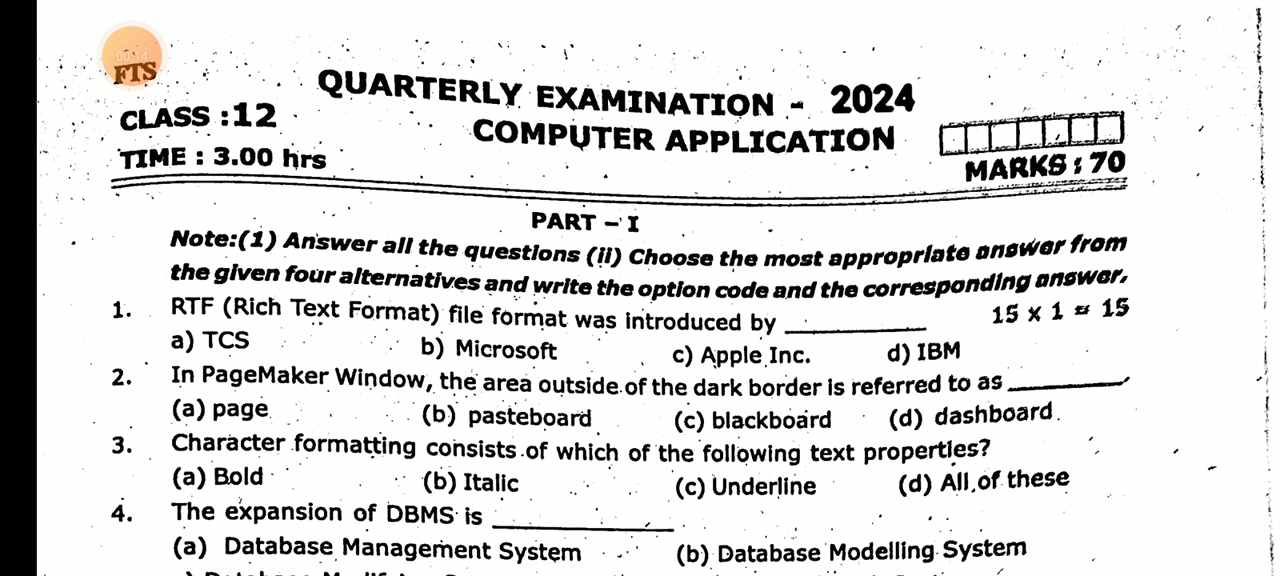 00:14
FTS
QUARTERLY EXAMINATION - 2024
CLASS :12
COMPUTER APPLICATION
TIME : 3.00 hrs
MARKS : 70
PART - I
Note:(1) Answer all the questions (ii) Choose the most appropriate answer from
the given four alternatives and write the option code and the corresponding answer.
15 x 1 = 15
1. RTF (Rich Text Format) file format was introduced by ________
a) TCS b) Microsoft c) Apple Inc. d) IBM
2. In PageMaker Window, the area outside of the dark border is referred to as ________
(a) page (b) pasteboard (c) blackboard (d) dashboard.
3. Character formatting consists of which of the following text properties?
(a) Bold (b) Italic (c) Underline (d) All of these
4. The expansion of DBMS is ________
(a) Database Management System (b) Database Modelling System